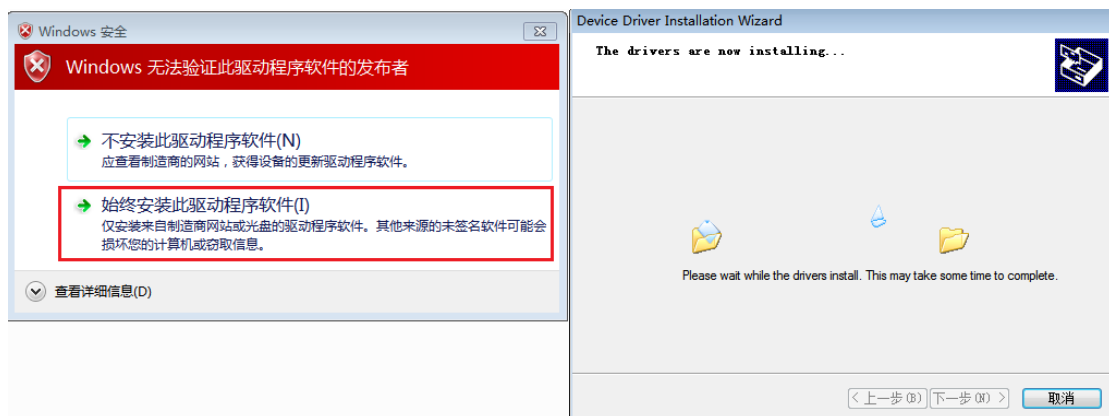 Windows 安全
Windows 无法验证此驱动程序软件的发布者
不安装此驱动程序软件(N)
应查看制造商的网站，获得设备的更新驱动程序软件。
始终安装此驱动程序软件(I)
仅安装来自制造商网站或光盘的驱动程序软件。其他来源的未签名软件可能会
损坏您的计算机或窃取信息。
查看详细信息(D)
Device Driver Installation Wizard
The drivers are now installing...
Please wait while the drivers install. This may take some time to complete.
< 上一步(B) 下一步(N) > 取消